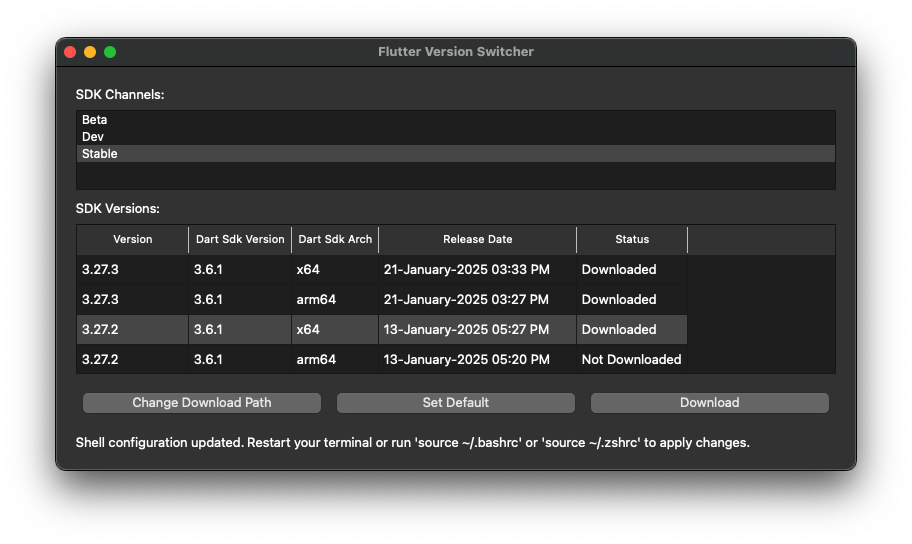 Flutter Version Switcher
SDK Channels:
Beta
Dev
Stable
SDK Versions:
Version Dart Sdk Version Dart Sdk Arch Release Date Status
3.27.3 3.6.1 x64 21-January-2025 03:33 PM Downloaded
3.27.3 3.6.1 arm64 21-January-2025 03:27 PM Downloaded
3.27.2 3.6.1 x64 13-January-2025 05:27 PM Downloaded
3.27.2 3.6.1 arm64 13-January-2025 05:20 PM Not Downloaded
Change Download Path Set Default Download
Shell configuration updated. Restart your terminal or run 'source ~/.bashrc' or 'source ~/.zshrc' to apply changes.